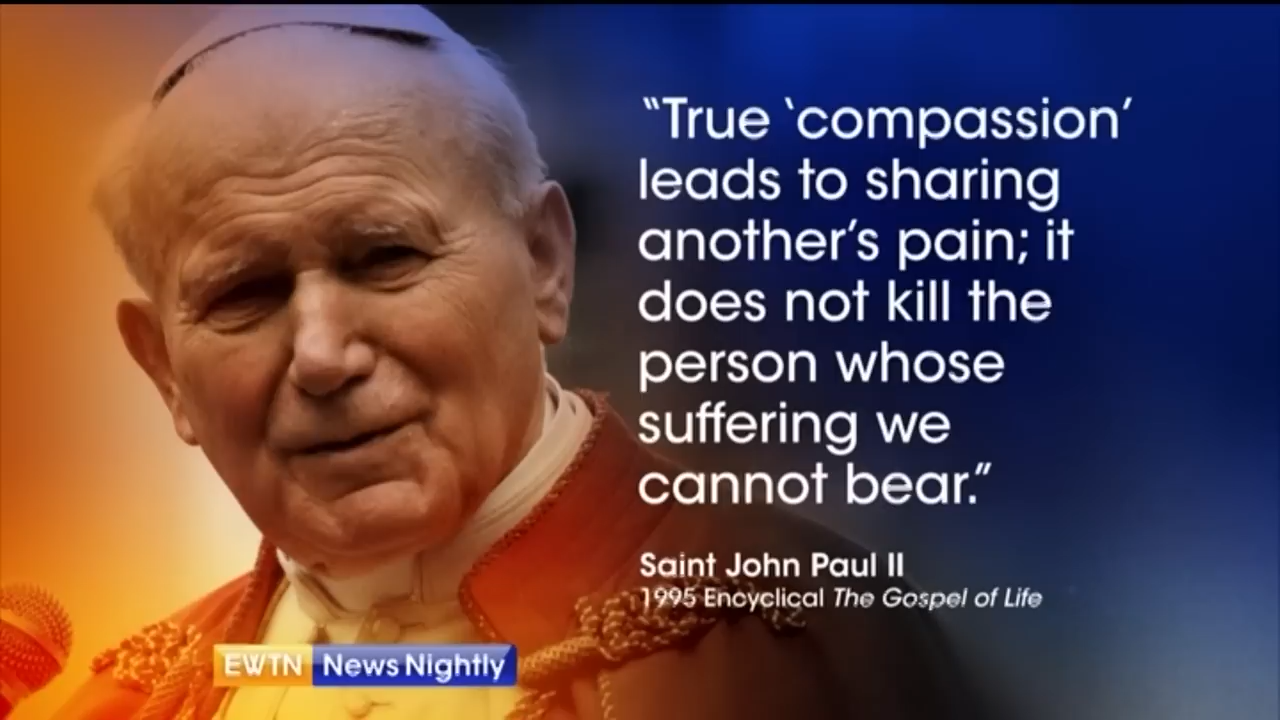 “True ‘compassion’
leads to sharing
another’s pain; it
does not kill the
person whose
suffering we
cannot bear.”
Saint John Paul II
1995 Encyclical The Gospel of Life
EWTN News Nightly